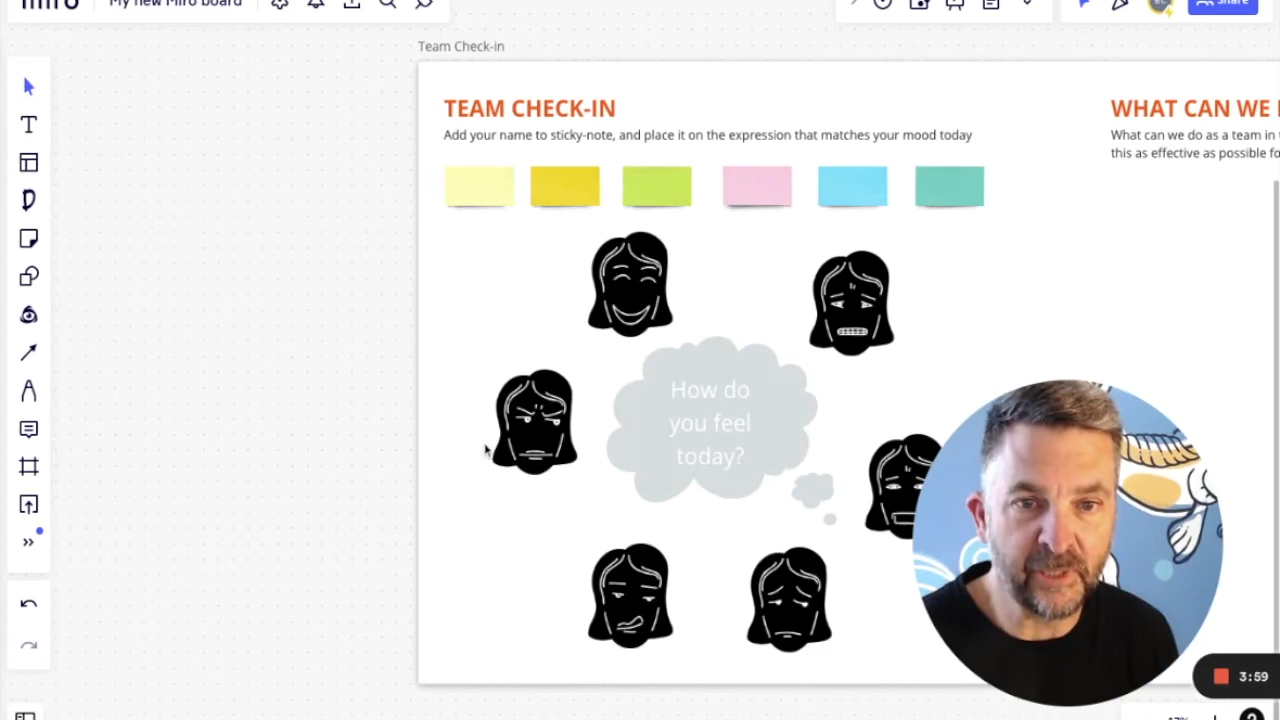 miro
My new Miro board
Share
Team Check-in
TEAM CHECK-IN
Add your name to sticky-note, and place it on the expression that matches your mood today
WHAT CAN WE
What can we do as a team in
this as effective as possible fo
How do
you feel
today?
3:59